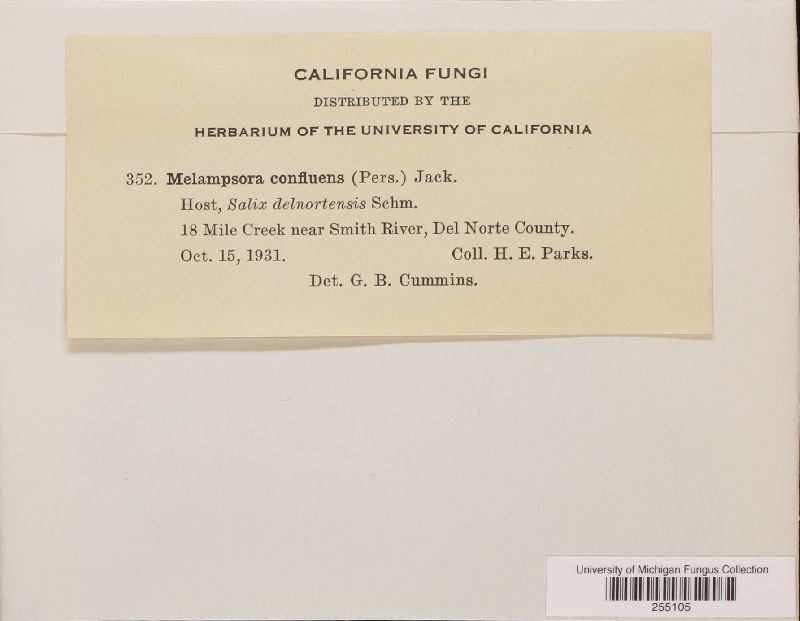 CALIFORNIA FUNGI
DISTRIBUTED BY THE
HERBARIUM OF THE UNIVERSITY OF CALIFORNIA
352. Melampsora confluens (Pers.) Jack.
Host, Salix delnortensis Schm.
18 Mile Creek near Smith River, Del Norte County.
Oct. 15, 1931. Coll. H. E. Parks.
Det. G. B. Cummins.
University of Michigan Fungus Collection
255105